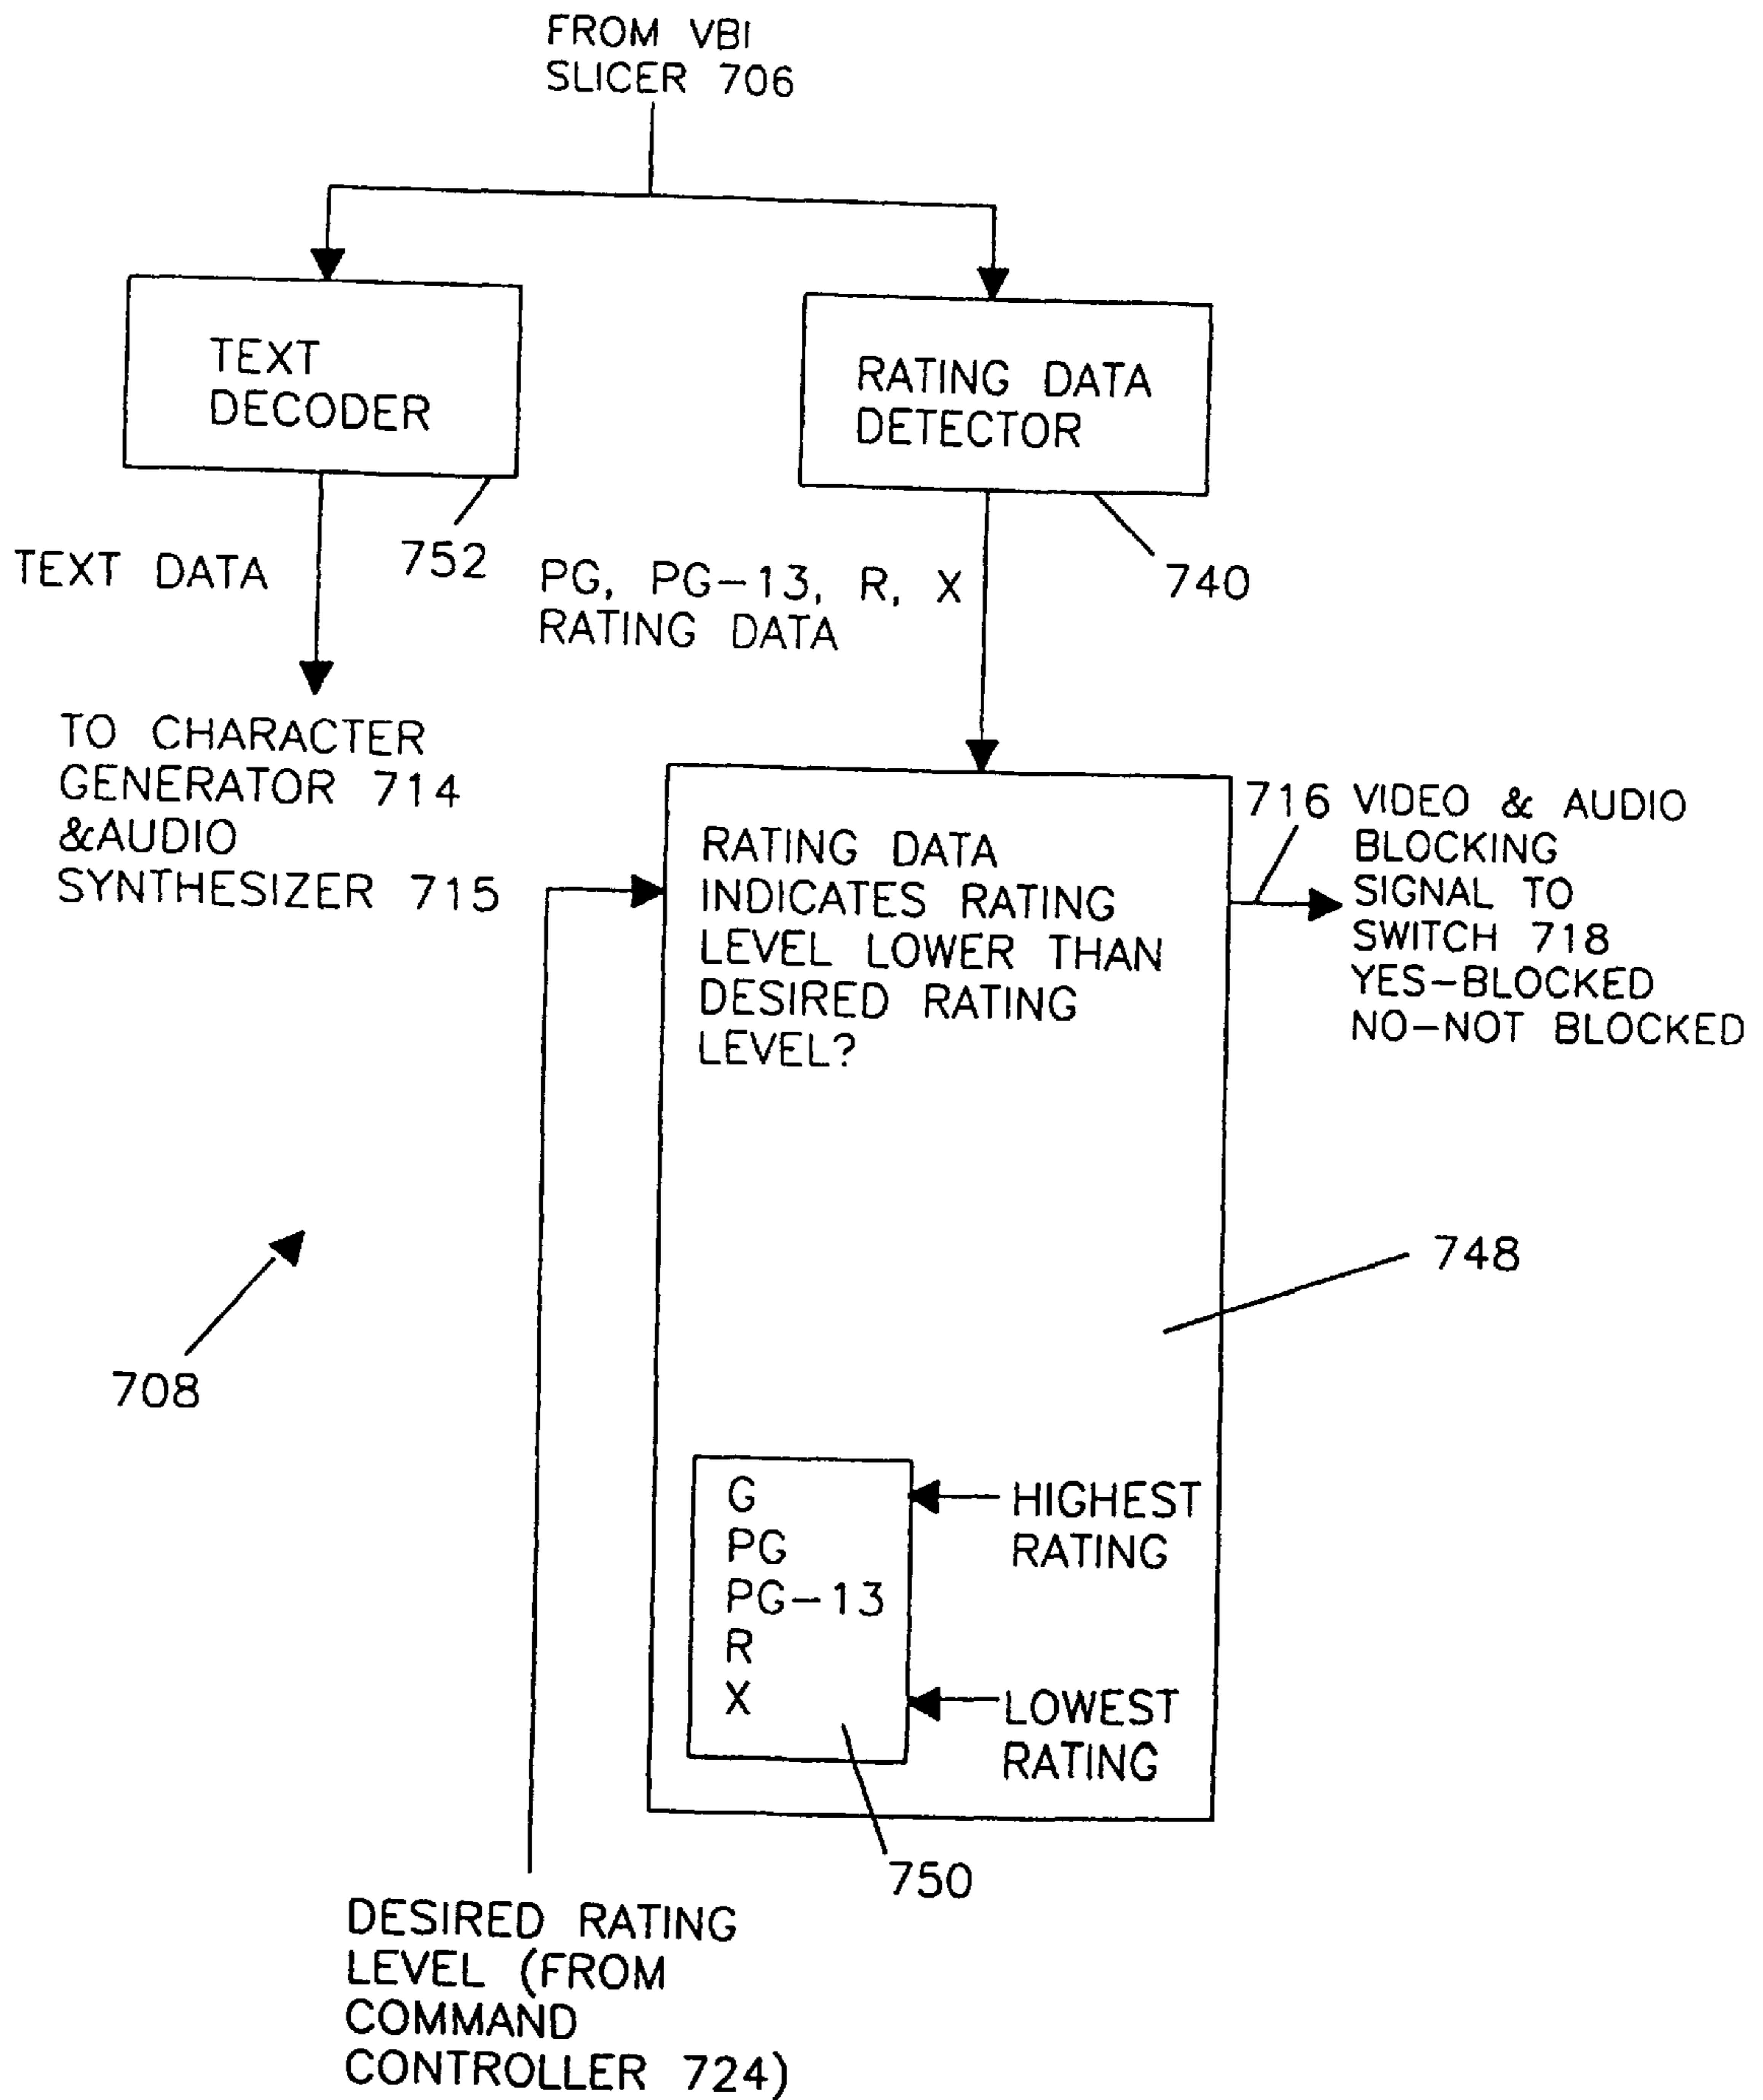 FROM VBI
SLICER 706
TEXT
DECODER
RATING DATA
DETECTOR
TEXT DATA
752
PG, PG-13, R, X
RATING DATA
740
TO CHARACTER
GENERATOR 714
&AUDIO
SYNTHESIZER 715
RATING DATA
INDICATES RATING
LEVEL LOWER THAN
DESIRED RATING
LEVEL?
716 VIDEO & AUDIO
BLOCKING
SIGNAL TO
SWITCH 718
YES-BLOCKED
NO-NOT BLOCKED
748
708
G
PG
PG-13
R
X
HIGHEST
RATING
LOWEST
RATING
750
DESIRED RATING
LEVEL (FROM
COMMAND
CONTROLLER 724)